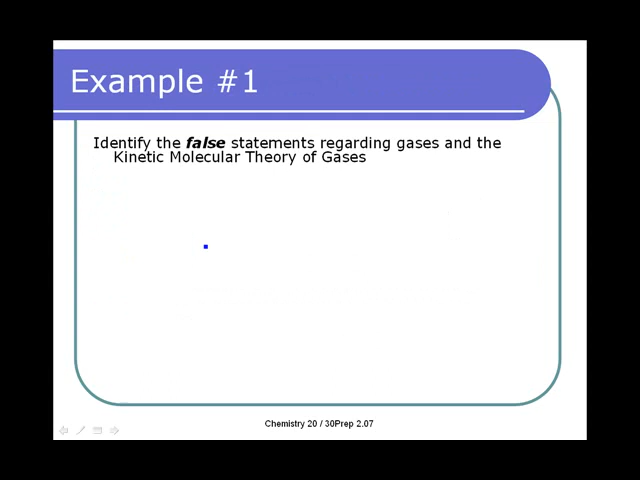 Example #1
Identify the false statements regarding gases and the
Kinetic Molecular Theory of Gases
Chemistry 20 / 30Prep 2.07